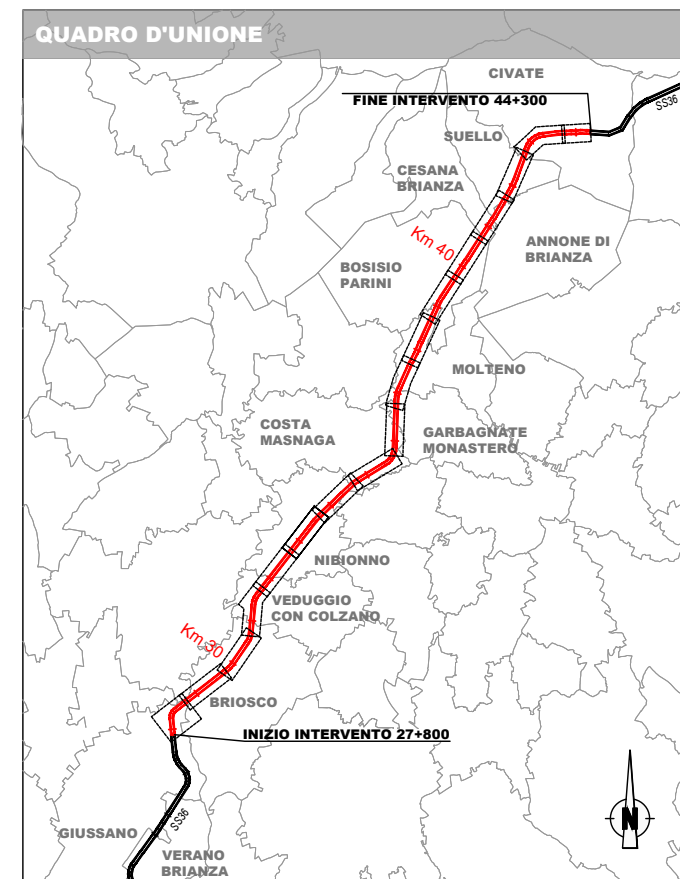 QUADRO D'UNIONE
CIVATE
FINE INTERVENTO 44+300
SS36
SUELLO
CESANA
BRIANZA
Km 40
ANNONE DI
BRIANZA
BOSISIO
PARINI
MOLTENO
COSTA
MASNAGA
GARBAGNATE
MONASTERO
NIBIONNO
VEDUGGIO
CON COLZANO
Km 30
BRIOSCO
INIZIO INTERVENTO 27+800
SS36
GIUSSANO
VERANO
BRIANZA
N